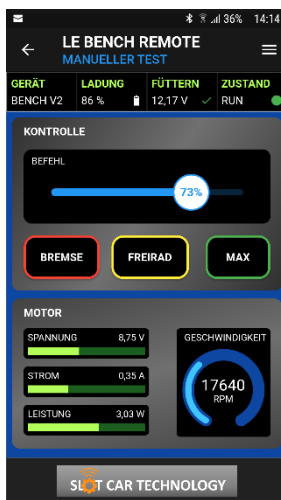 36% 14:14
LE BENCH REMOTE
MANUELLER TEST
GERÄT LADUNG FÜTTERN ZUSTAND
BENCH V2 86 % 12,17 V RUN
KONTROLLE
BEFEHL
73%
BREMSE FREIRAD MAX
MOTOR
SPANNUNG 8,75 V
STROM 0,35 A
LEISTUNG 3,03 W
GESCHWINDIGKEIT
17640
RPM
SLOT CAR TECHNOLOGY